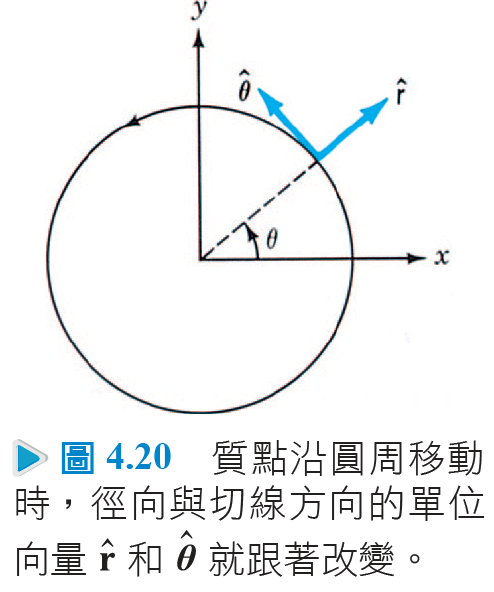 y
θ̂
r̂
θ
x
圖 4.20 質點沿圓周移動
時，徑向與切線方向的單位
向量 r̂ 和 θ̂ 就跟著改變。